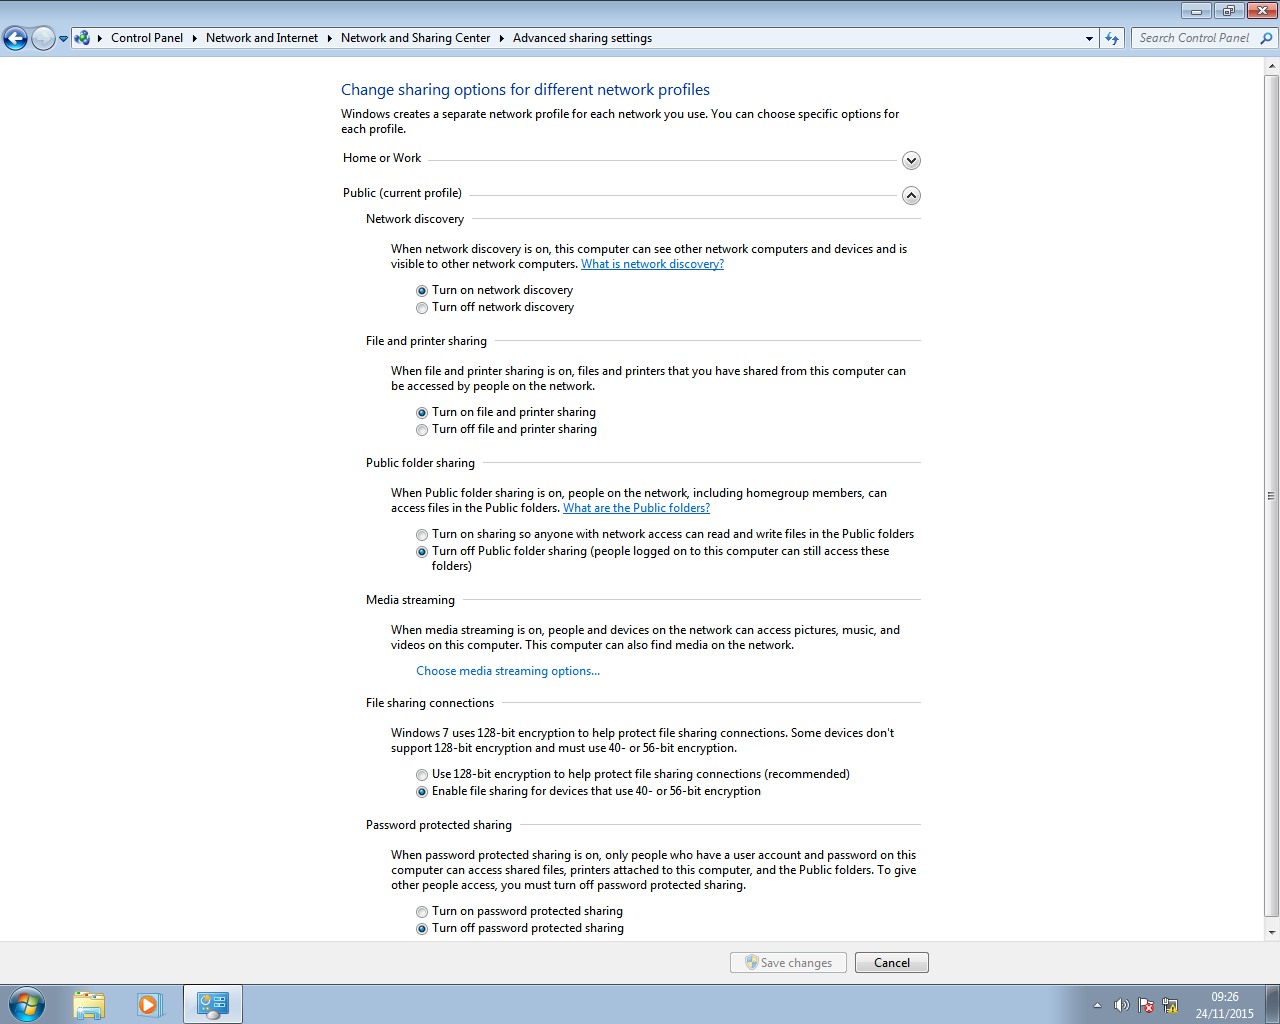 Control Panel Network and Internet Network and Sharing Center Advanced sharing settings Search Control Panel
Change sharing options for different network profiles
Windows creates a separate network profile for each network you use. You can choose specific options for
each profile.
Home or Work
Public (current profile)
Network discovery
When network discovery is on, this computer can see other network computers and devices and is
visible to other network computers. What is network discovery?
Turn on network discovery
Turn off network discovery
File and printer sharing
When file and printer sharing is on, files and printers that you have shared from this computer can
be accessed by people on the network.
Turn on file and printer sharing
Turn off file and printer sharing
Public folder sharing
When Public folder sharing is on, people on the network, including homegroup members, can
access files in the Public folders. What are the Public folders?
Turn on sharing so anyone with network access can read and write files in the Public folders
Turn off Public folder sharing (people logged on to this computer can still access these
folders)
Media streaming
When media streaming is on, people and devices on the network can access pictures, music, and
videos on this computer. This computer can also find media on the network.
Choose media streaming options...
File sharing connections
Windows 7 uses 128-bit encryption to help protect file sharing connections. Some devices don't
support 128-bit encryption and must use 40- or 56-bit encryption.
Use 128-bit encryption to help protect file sharing connections (recommended)
Enable file sharing for devices that use 40- or 56-bit encryption
Password protected sharing
When password protected sharing is on, only people who have a user account and password on this
computer can access shared files, printers attached to this computer, and the Public folders. To give
other people access, you must turn off password protected sharing.
Turn on password protected sharing
Turn off password protected sharing
Save changes Cancel
09:26
24/11/2015